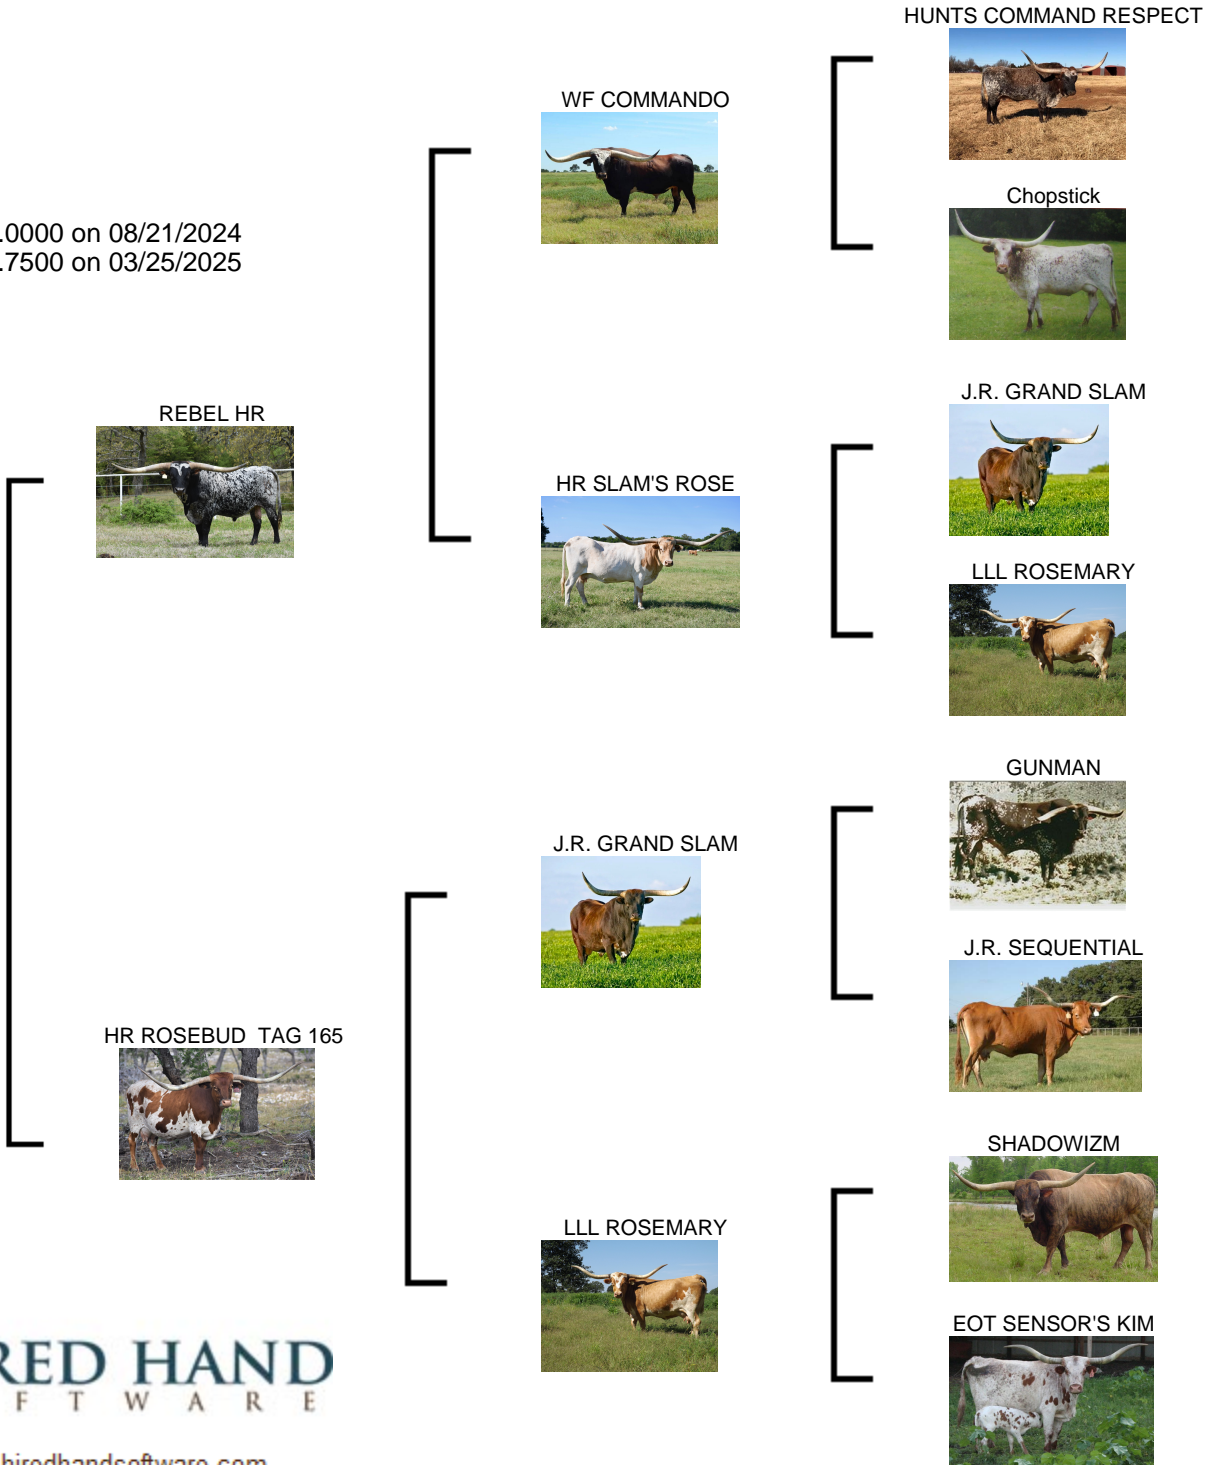 HUNTS COMMAND RESPECT
WF COMMANDO
Chopstick
.0000 on 08/21/2024
.7500 on 03/25/2025
J.R. GRAND SLAM
REBEL HR
HR SLAM'S ROSE
LLL ROSEMARY
GUNMAN
J.R. GRAND SLAM
J.R. SEQUENTIAL
HR ROSEBUD  TAG 165
SHADOWIZM
LLL ROSEMARY
EOT SENSOR'S KIM
RED HAND
F T W A R E
hiredhandsoftware.com